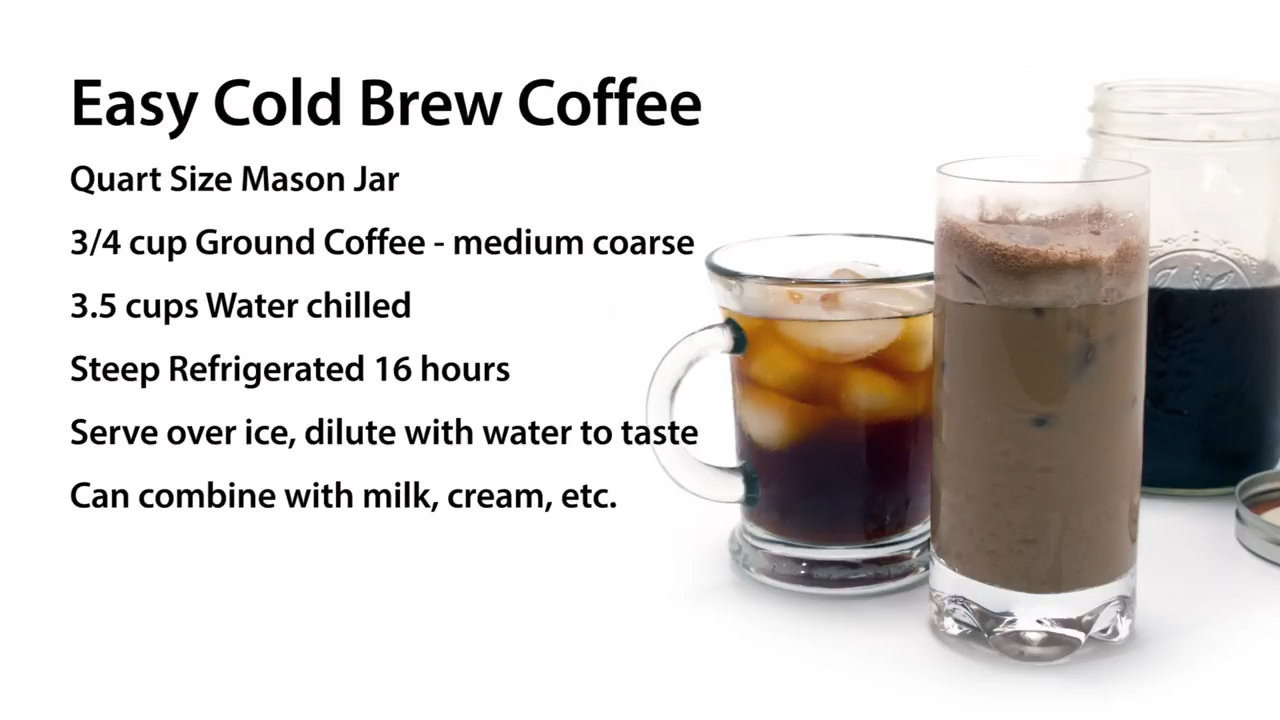 Easy Cold Brew Coffee
Quart Size Mason Jar
3/4 cup Ground Coffee - medium coarse
3.5 cups Water chilled
Steep Refrigerated 16 hours
Serve over ice, dilute with water to taste
Can combine with milk, cream, etc.